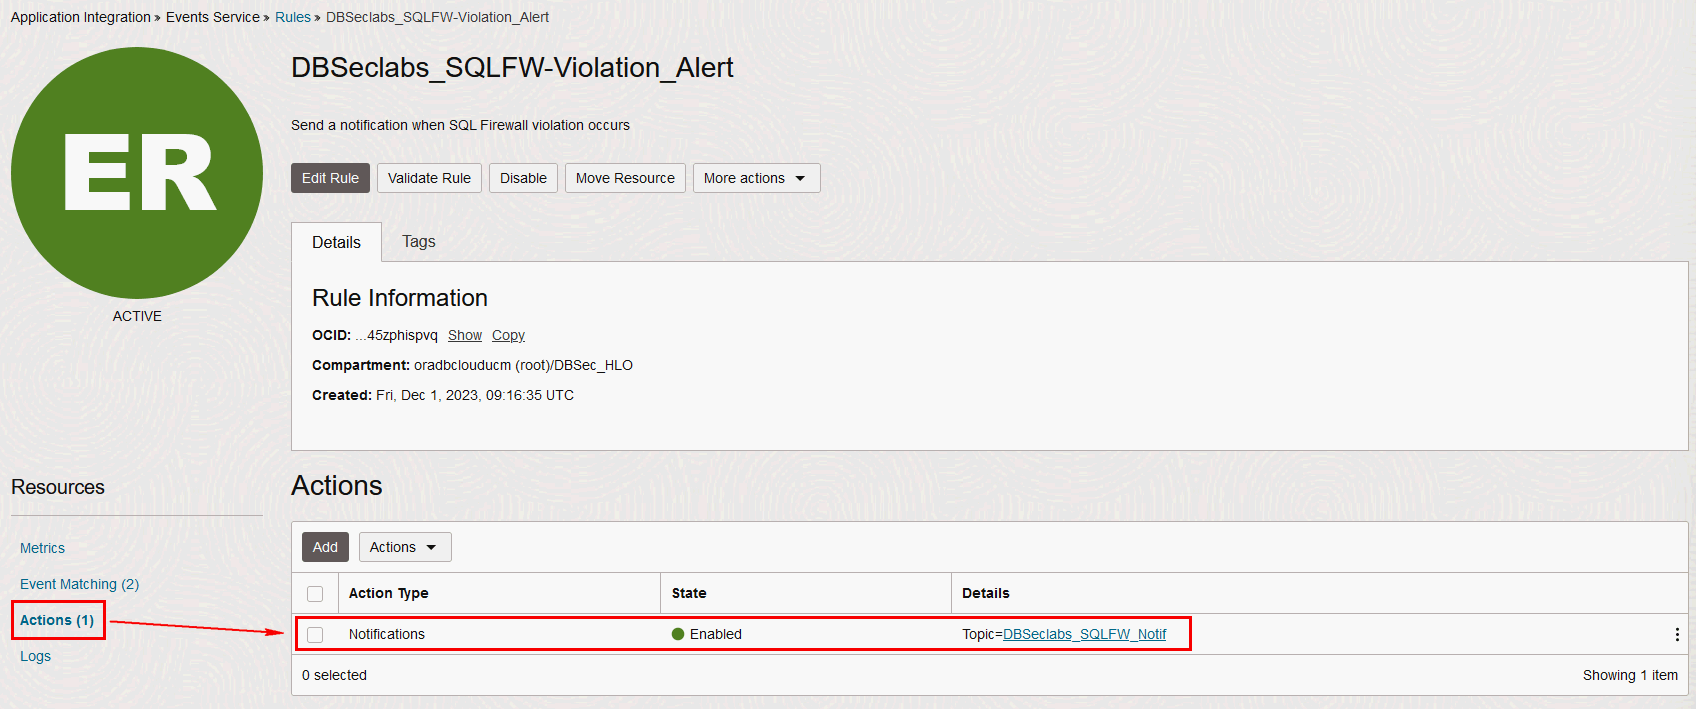 Application Integration » Events Service » Rules » DBSeclabs_SQLFW-Violation_Alert
ER
ACTIVE
DBSeclabs_SQLFW-Violation_Alert
Send a notification when SQL Firewall violation occurs
Edit Rule Validate Rule Disable Move Resource More actions
Details Tags
Rule Information
OCID: ...45zphispvq Show Copy
Compartment: oradbclouducm (root)/DBSec_HLO
Created: Fri, Dec 1, 2023, 09:16:35 UTC
Resources
Metrics
Event Matching (2)
Actions (1)
Logs
Actions
Add Actions
Action Type State Details
Notifications Enabled Topic=DBSeclabs_SQLFW_Notif
0 selected Showing 1 item